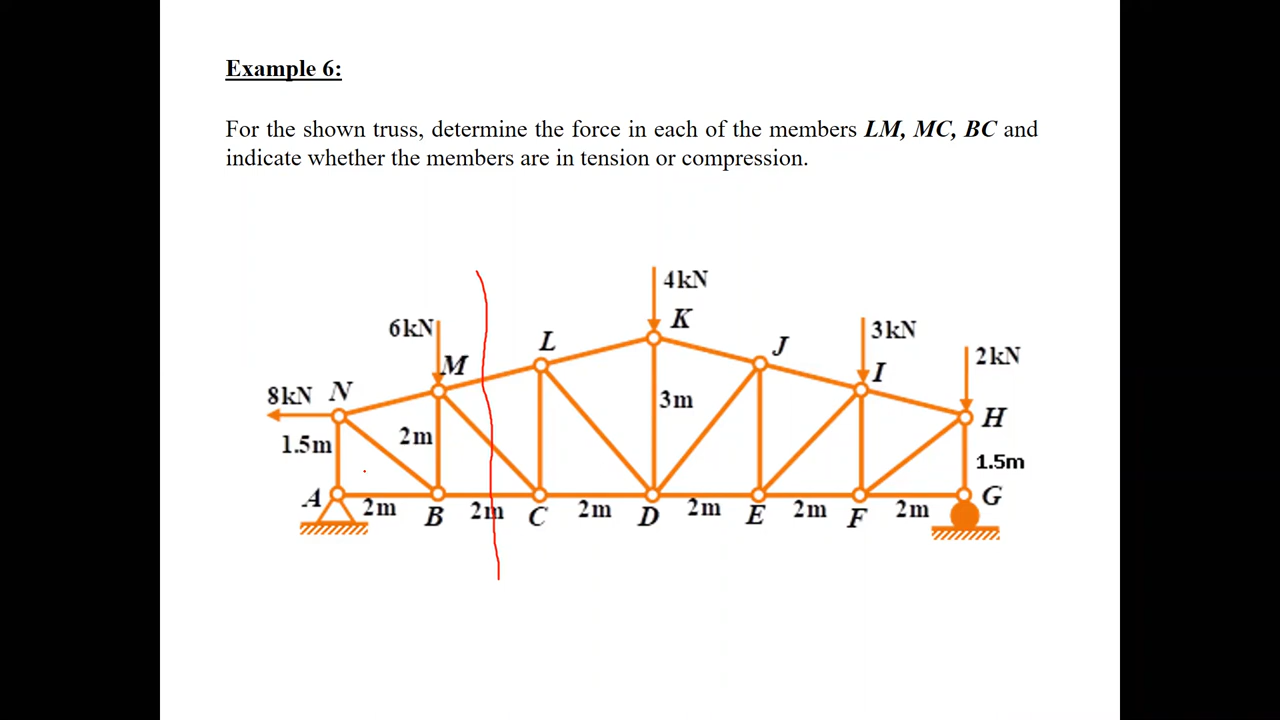 Example 6:
For the shown truss, determine the force in each of the members LM, MC, BC and
indicate whether the members are in tension or compression.
4kN
K
6kN
L
J
3kN
M
I
2kN
8kN N
3m
H
1.5m
2m
1.5m
A
2m
B
2m
C
2m
D
2m
E
2m
F
2m
G